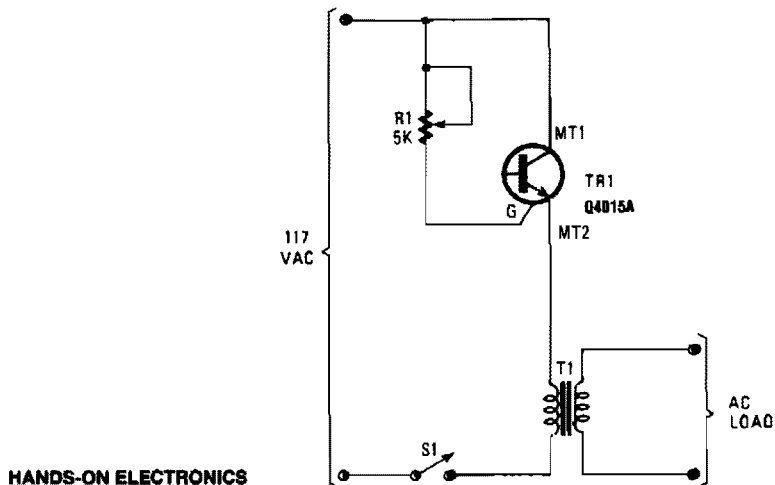 R1
5K
MT1
TR1
Q4015A
G
MT2
117
VAC
T1
AC
LOAD
S1
HANDS-ON ELECTRONICS